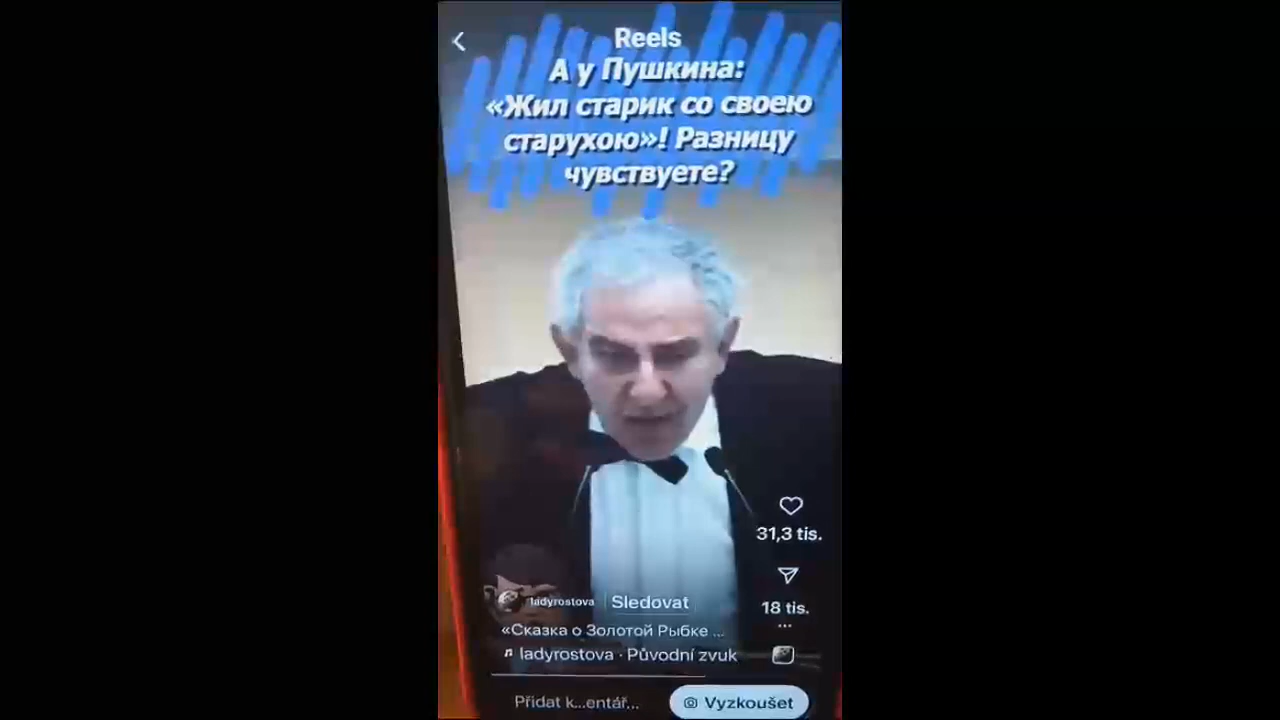 Reels
А у Пушкина:
«Жил старик со своею
старухою»! Разницу
чувствуете?
31,3 tis.
18 tis.
ladyrostova Sledovat
«Сказка о Золотой Рыбке ...
ladyrostova · Původní zvuk
Přidat k...entář...
Vyzkoušet